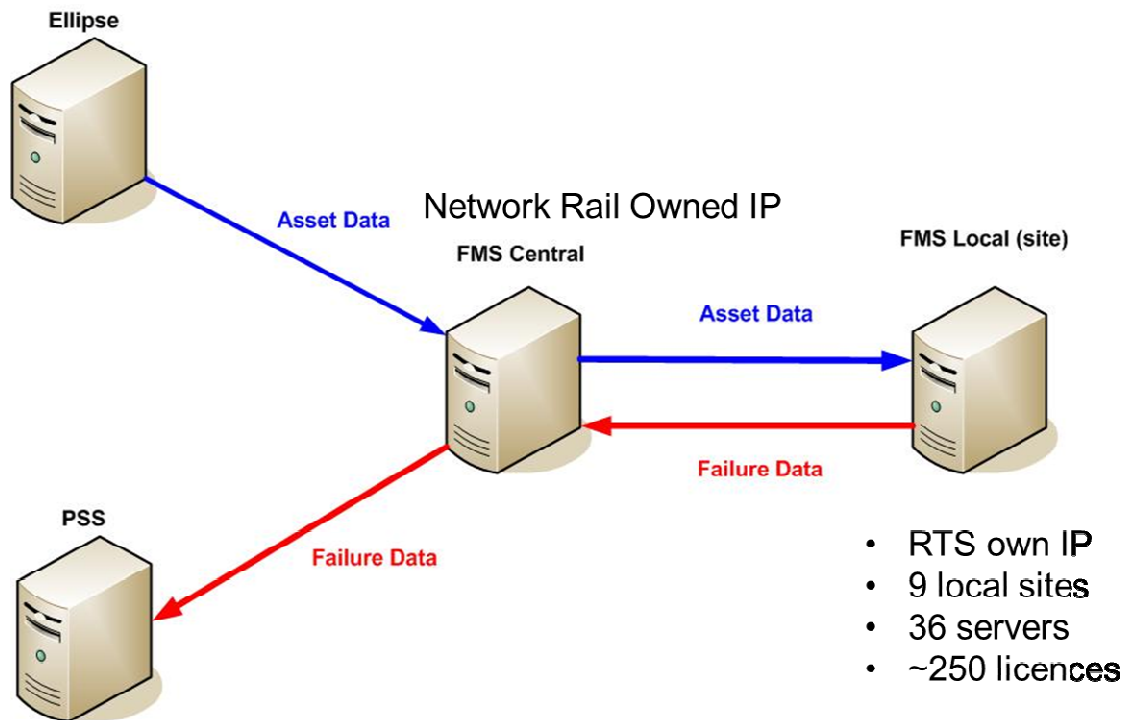 Ellipse
Asset Data
Network Rail Owned IP
FMS Central
FMS Local (site)
Asset Data
Failure Data
PSS
Failure Data
• RTS own IP
• 9 local sites
• 36 servers
• ~250 licences